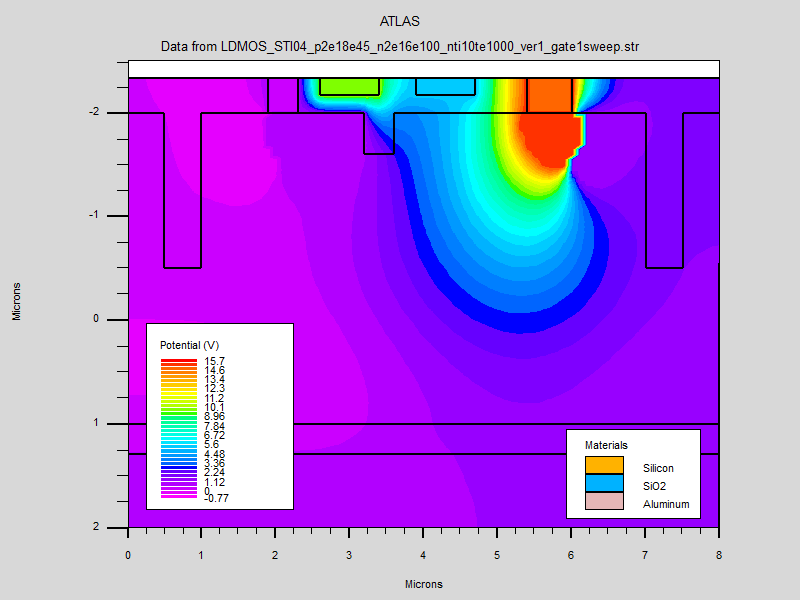 ATLAS
Data from LDMOS_STI04_p2e18e45_n2e16e100_nti10te1000_ver1_gate1sweep.str
-2
-1
0
1
2
Microns
Potential (V)
15.7
14.6
13.4
12.3
11.2
10.1
8.96
7.84
6.72
5.6
4.48
3.36
2.24
1.12
0
-0.77
Materials
Silicon
SiO2
Aluminum
0 1 2 3 4 5 6 7 8
Microns